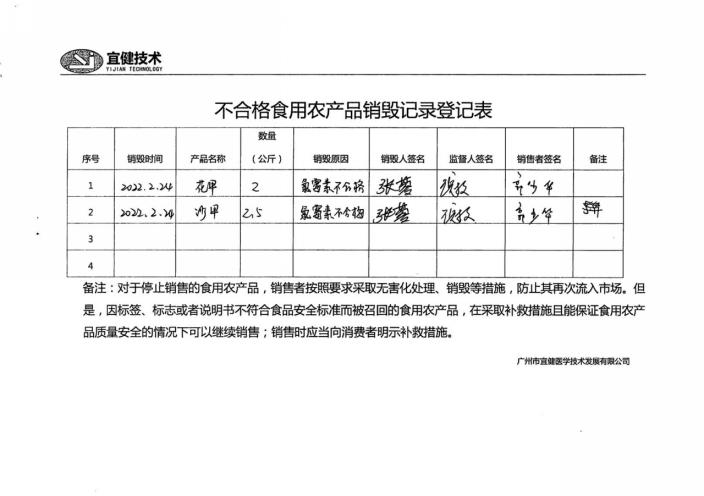 宜健技术
YIJIAN TECHNOLOGY
不合格食用农产品销毁记录登记表
序号 销毁时间 产品名称 数量（公斤） 销毁原因 销毁人签名 监督人签名 销售者签名 备注
1 2022.2.24 花甲 2 氯霉素不合格
2 2022.2.24 沙甲 2.5 氯霉素不合格
3
4
备注：对于停止销售的食用农产品，销售者按照要求采取无害化处理、销毁等措施，防止其再次流入市场。但
是，因标签、标志或者说明书不符合食品安全标准而被召回的食用农产品，在采取补救措施且能保证食用农产
品质量安全的情况下可以继续销售；销售时应当向消费者明示补救措施。
广州市宜健医学技术发展有限公司